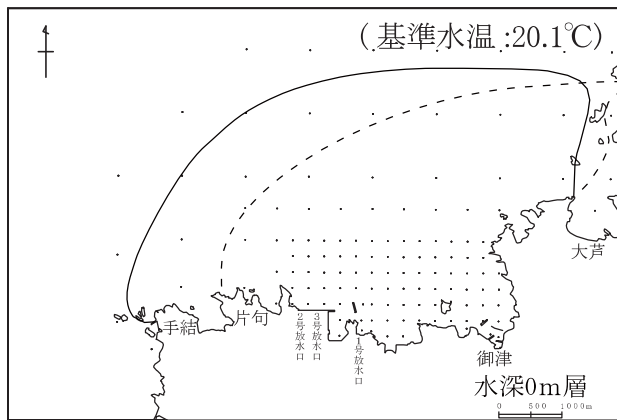 (基準水温:20.1℃)
大芦
手結
片句
2号放水口
3号放水口
1号放水口
御津
水深0m層
0 500 1000m